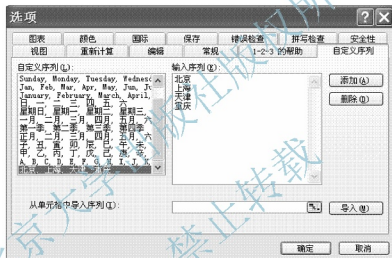 选项
图表 颜色 国际 保存 错误检查 拼写检查 安全性
视图 重新计算 编辑 常规 1-2-3 的帮助 自定义序列
自定义序列(L): 输入序列(E):
Sunday, Monday, Tuesday, Wednesd
Jan, Feb, Mar, Apr, May, Jun, Ju
January, February, March, April,
日, 一, 二, 三, 四, 五, 六
星期日, 星期一, 星期二, 星期三,
一月, 二月, 三月, 四月, 五月, 六
第一季, 第二季, 第三季, 第四季
正月, 二月, 三月, 四月, 五月, 六
子, 丑, 寅, 卯, 辰, 巳, 午, 未,
甲, 乙, 丙, 丁, 戊, 己, 庚, 辛,
A, B, C, D, E, F, G, H, I, J, K,
北京, 上海, 天津, 重庆
北京
上海
天津
重庆
添加(A)
删除(D)
从单元格中导入序列(I): 导入(M)
确定 取消
禁止转载